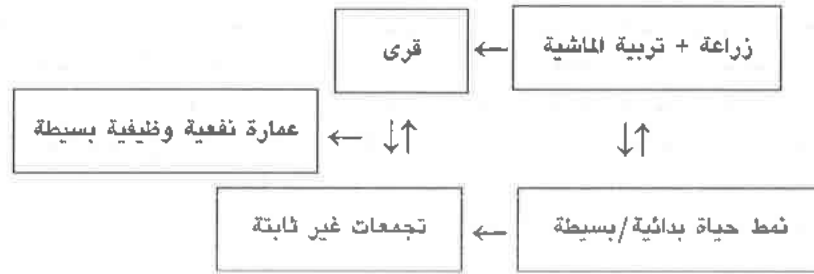 زراعة + تربية الماشية
قرى
عمارة نفعية وظيفية بسيطة
نمط حياة بدائية/بسيطة
تجمعات غير ثابتة